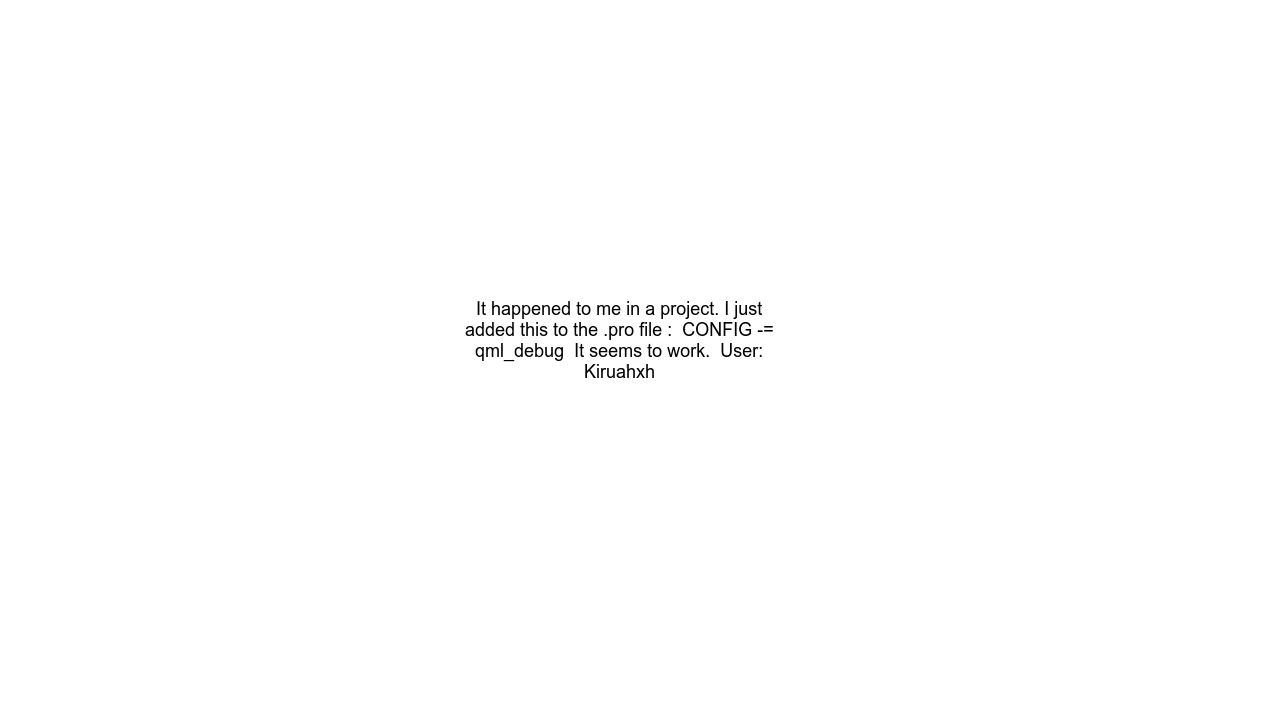 It happened to me in a project. I just
added this to the .pro file :  CONFIG -=
qml_debug  It seems to work.  User:
Kiruahxh